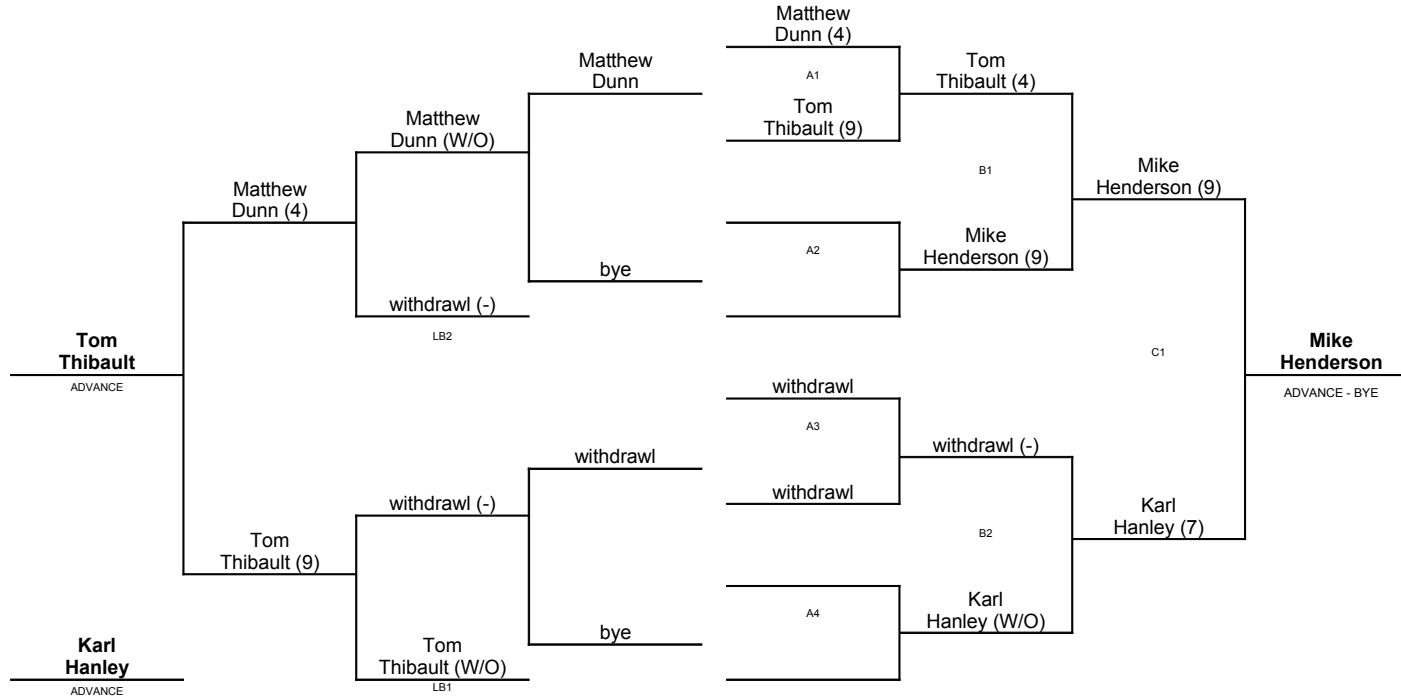 Matthew
Dunn (4)
Matthew
Dunn
Tom
Thibault (4)
A1
Matthew
Dunn (W/O)
Tom
Thibault (9)
Mike
Henderson (9)
B1
Matthew
Dunn (4)
Mike
Henderson (9)
A2
bye
withdrawl (-)
LB2
Tom
Thibault
ADVANCE
C1
Mike
Henderson
ADVANCE - BYE
withdrawl
A3
withdrawl
withdrawl (-)
withdrawl (-)
withdrawl
Karl
Hanley (7)
B2
Tom
Thibault (9)
A4
Karl
Hanley (W/O)
bye
Karl
Hanley
ADVANCE
Tom
Thibault (W/O)
LB1